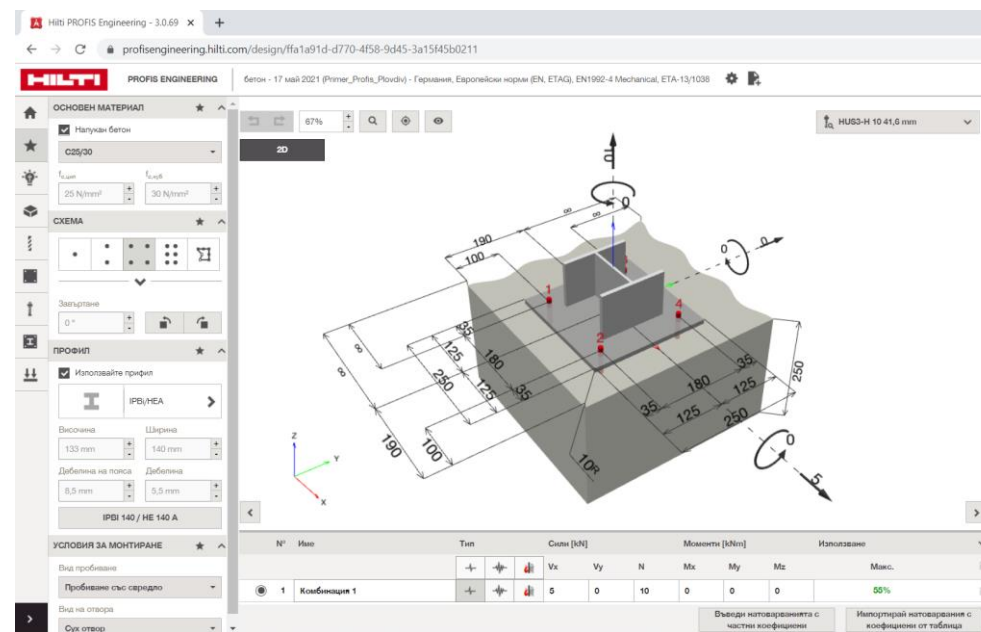 Hilti PROFIS Engineering - 3.0.69 × +
profisengineering.hilti.com/design/ffa1a91d-d770-4f58-9d45-3a15f45b0211
HILTI PROFIS ENGINEERING бетон - 17 май 2021 (Primer_Profis_Plovdiv) - Германия, Европейски норми (EN, ETAG), EN1992-4 Mechanical, ETA-13/1038
ОСНОВЕН МАТЕРИАЛ
Напукан бетон
C25/30
25 N/mm² 30 N/mm²
67%
2D
HUS3-H 10 41,6 mm
СХЕМА
Завъртане
0 °
ПРОФИЛ
Използвайте прифил
IPBi/HEA
Височина Ширина
133 mm 140 mm
Дебелина на пояса Дебелина
8,5 mm 5,5 mm
IPBI 140 / HE 140 A
УСЛОВИЯ ЗА МОНТИРАНЕ
Вид пробиване
Пробиване със свредло
Вид на отвора
Сух отвор
10
0
0 0
∞ ∞
190
100
1
2
4
∞ ∞
35
125 180
250 125 35
190 100
35
180
125 125
35 250
250
10
0
5
Z
Y
X
N° Име Тип Сили [kN] Моменти [kNm] Използване
Vx Vy N Mx My Mz Макс.
1 Комбинация 1 5 0 10 0 0 0 55%
Въведи натоварванията с частни коефициени
Импортирай натоварвания с коефициени от таблица